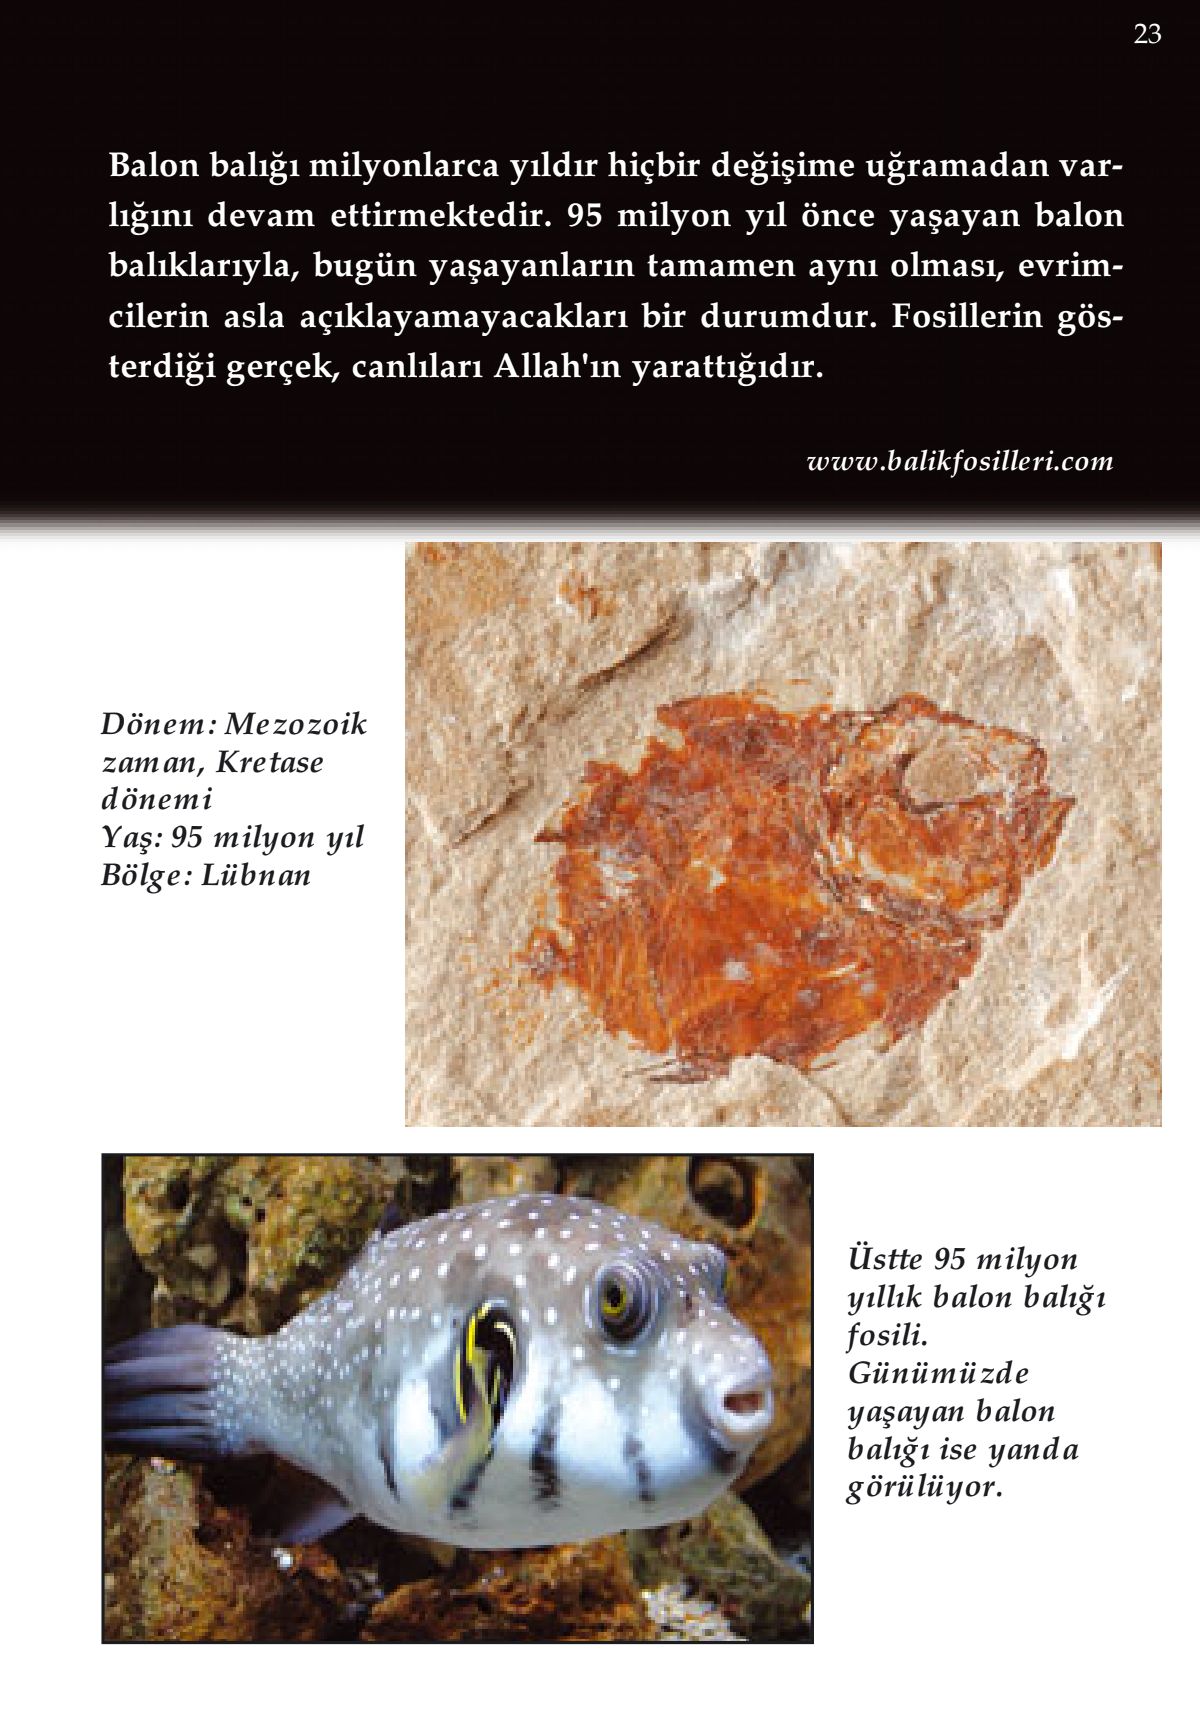 23
Balon balığı milyonlarca yıldır hiçbir değişime uğramadan var-
lığını devam ettirmektedir. 95 milyon yıl önce yaşayan balon
balıklarıyla, bugün yaşayanların tamamen aynı olması, evrim-
cilerin asla açıklayamayacakları bir durumdur. Fosillerin gös-
terdiği gerçek, canlıları Allah'ın yarattığıdır.
www.balikfosilleri.com
Dönem: Mezozoik
zaman, Kretase
dönemi
Yaş: 95 milyon yıl
Bölge: Lübnan
Üstte 95 milyon
yıllık balon balığı
fosili.
Günümüzde
yaşayan balon
balığı ise yanda
görülüyor.